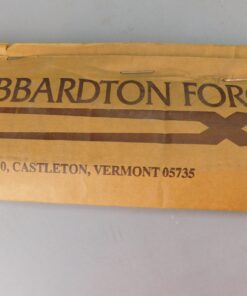 BBARDTON FOR
0, CASTLETON, VERMONT 05735